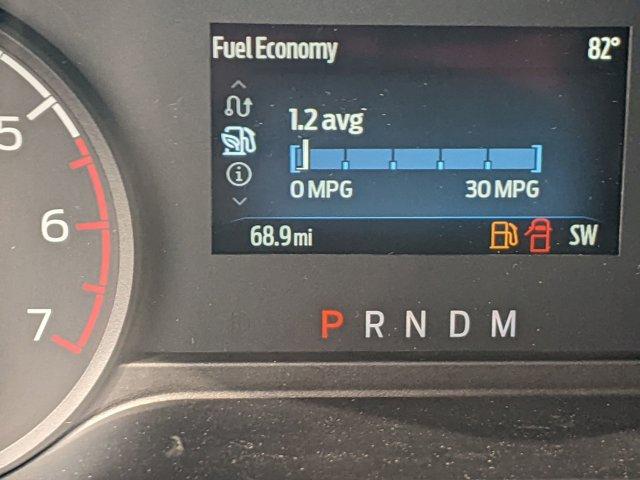 Fuel Economy 82°
1.2 avg
0 MPG 30 MPG
68.9 mi SW
5
6
7
P R N D M